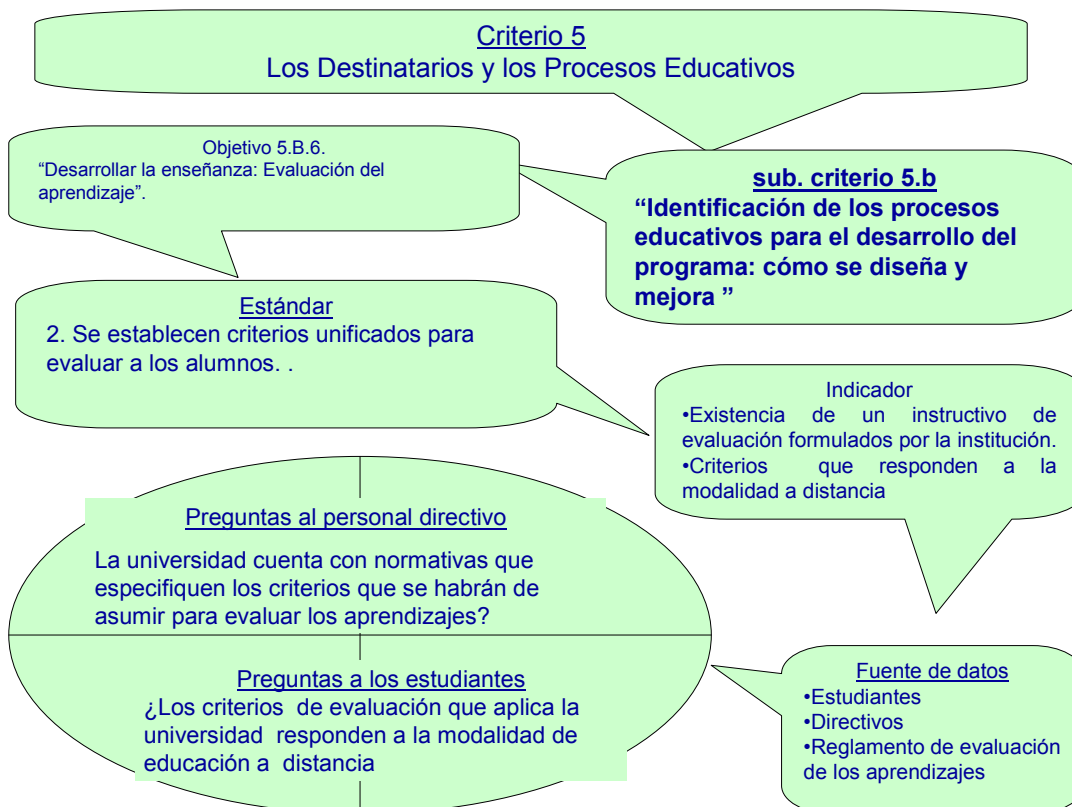 Criterio 5
Los Destinatarios y los Procesos Educativos
Objetivo 5.B.6.
“Desarrollar la enseñanza: Evaluación del
aprendizaje”.
sub. criterio 5.b
“Identificación de los procesos
educativos para el desarrollo del
programa: cómo se diseña y
mejora ”
Estándar
2. Se establecen criterios unificados para
evaluar a los alumnos. .
Indicador
•Existencia de un instructivo de
evaluación formulados por la institución.
•Criterios que responden a la
modalidad a distancia
Preguntas al personal directivo
La universidad cuenta con normativas que
especifiquen los criterios que se habrán de
asumir para evaluar los aprendizajes?
Preguntas a los estudiantes
¿Los criterios de evaluación que aplica la
universidad responden a la modalidad de
educación a distancia
Fuente de datos
•Estudiantes
•Directivos
•Reglamento de evaluación
de los aprendizajes